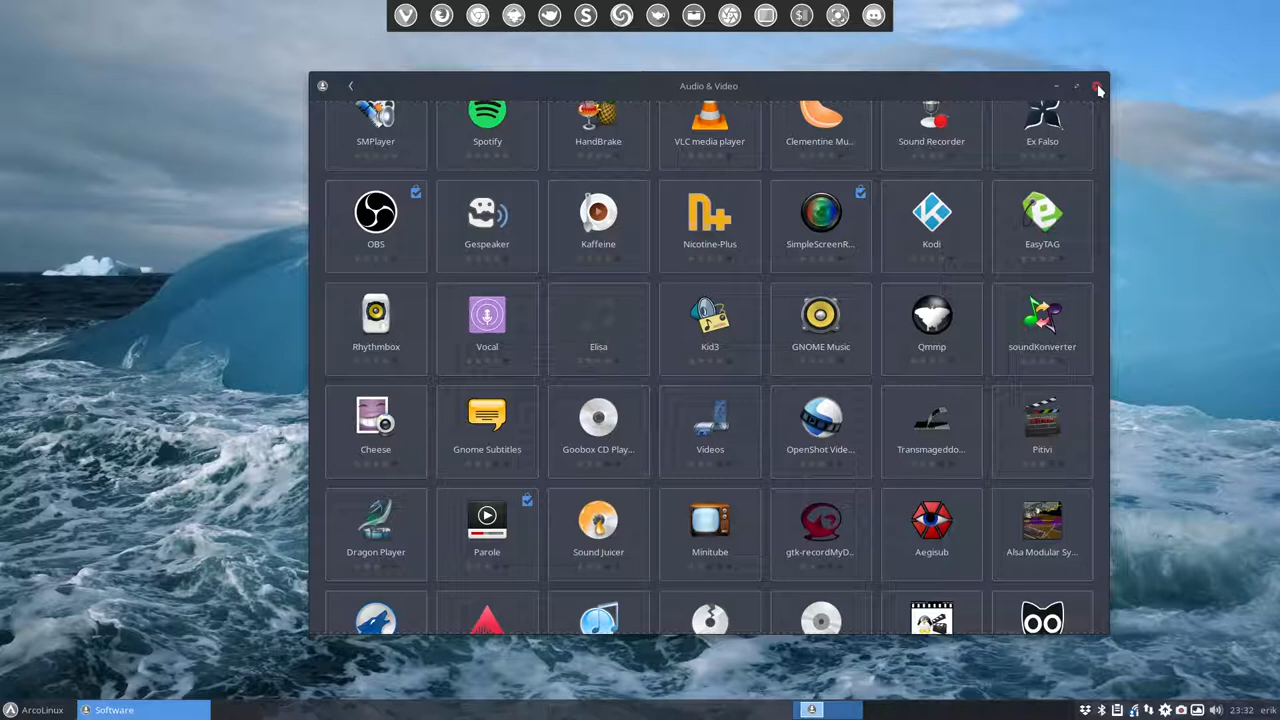 Audio & Video
SMPlayer
Spotify
HandBrake
VLC media player
Clementine Mu..
Sound Recorder
Ex Falso
OBS
Gespeaker
Kaffeine
Nicotine-Plus
SimpleScreenR...
Kodi
EasyTAG
Rhythmbox
Vocal
Elisa
Kid3
GNOME Music
Qmmp
soundKonverter
Cheese
Gnome Subtitles
Goobox CD Play...
Videos
OpenShot Vide...
Transmageddo...
Pitivi
Dragon Player
Parole
Sound Juicer
Minitube
gtk-recordMyD..
Aegisub
Alsa Modular Sy...
ArcoLinux
Software
23:32
erik